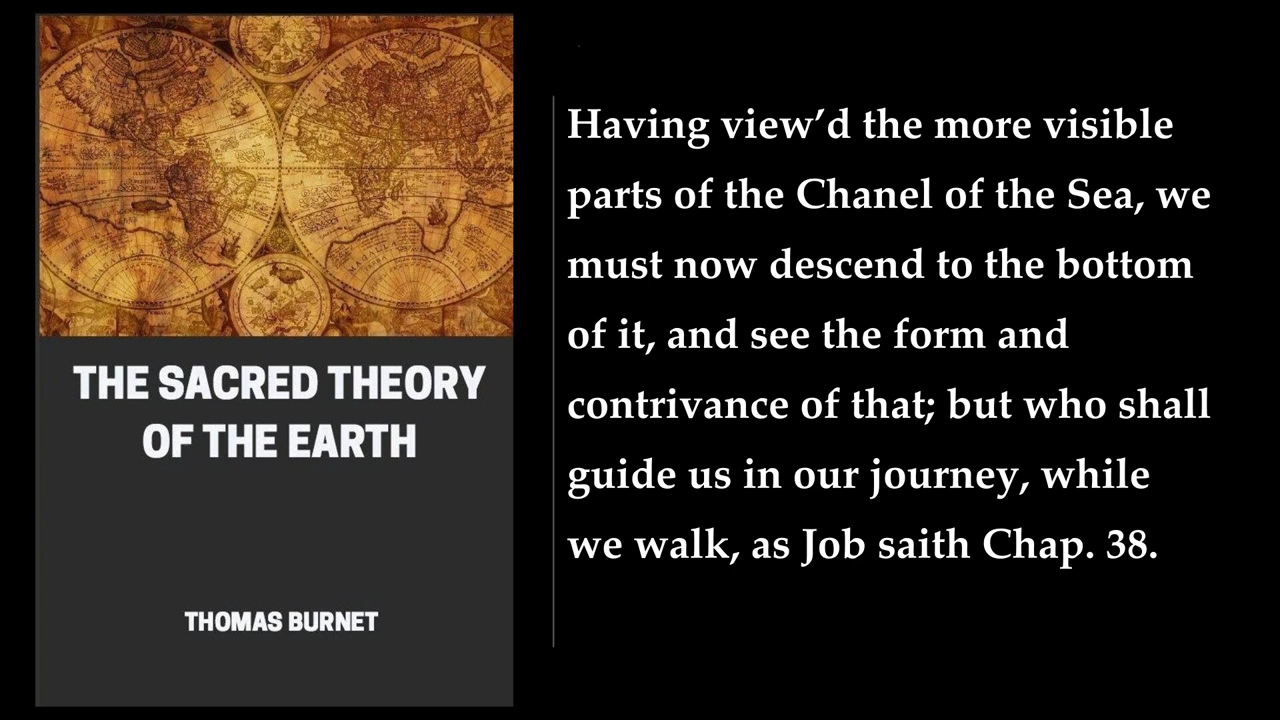 THE SACRED THEORY
OF THE EARTH
THOMAS BURNET
Having view’d the more visible
parts of the Chanel of the Sea, we
must now descend to the bottom
of it, and see the form and
contrivance of that; but who shall
guide us in our journey, while
we walk, as Job saith Chap. 38.